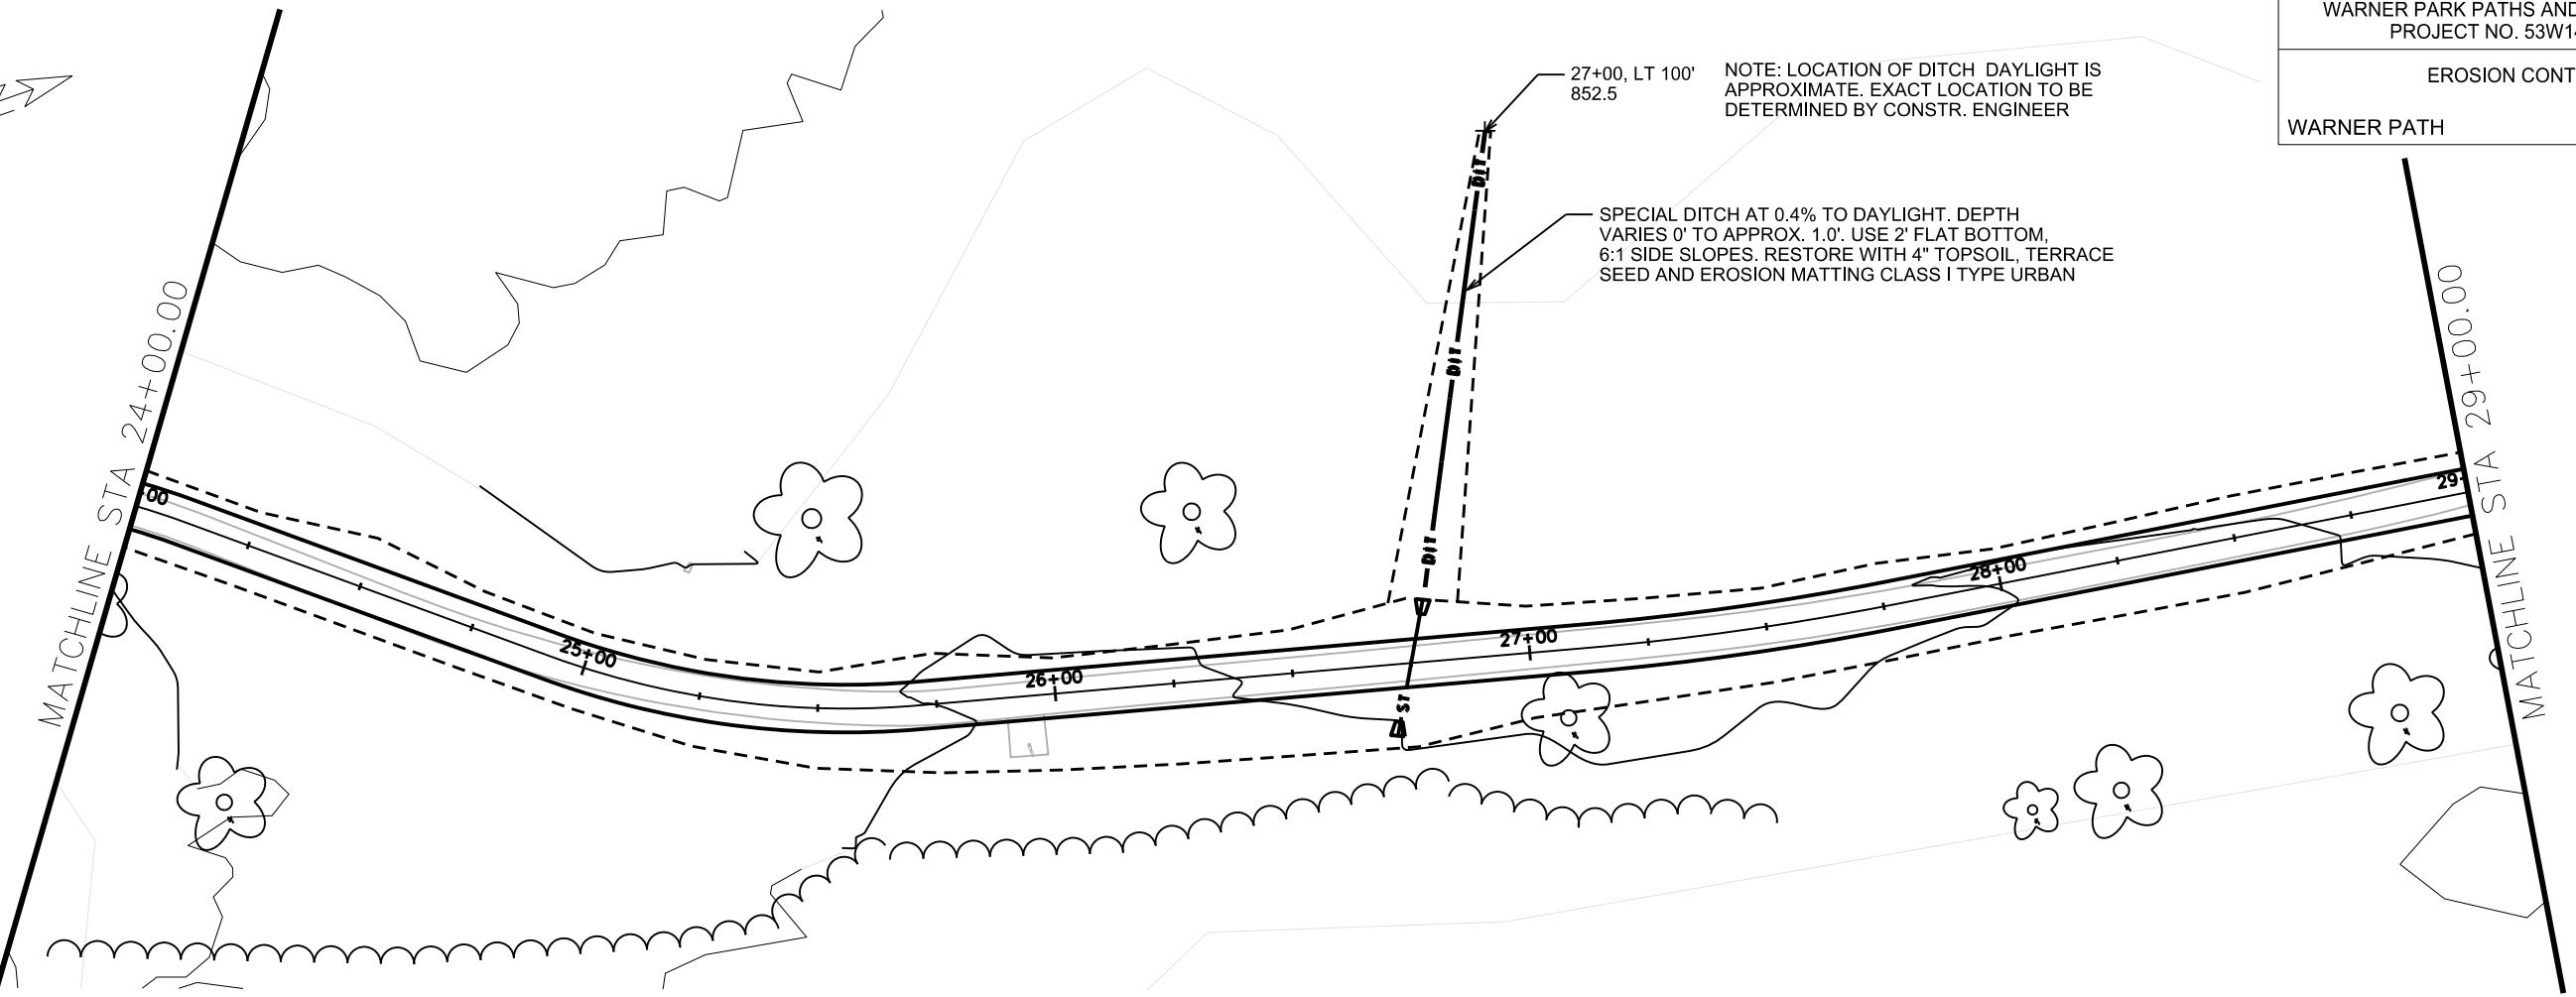 WARNER PARK PATHS AND
PROJECT NO. 53W14
EROSION CONT
WARNER PATH
27+00, LT 100'
852.5
NOTE: LOCATION OF DITCH DAYLIGHT IS
APPROXIMATE. EXACT LOCATION TO BE
DETERMINED BY CONSTR. ENGINEER
SPECIAL DITCH AT 0.4% TO DAYLIGHT. DEPTH
VARIES 0' TO APPROX. 1.0'. USE 2' FLAT BOTTOM,
6:1 SIDE SLOPES. RESTORE WITH 4" TOPSOIL, TERRACE
SEED AND EROSION MATTING CLASS I TYPE URBAN
DIT
DIT
DIT
MATCHLINE STA 24+00.00
00
25+00
26+00
27+00
28+00
29+
ST
MATCHLINE STA 29+00.00